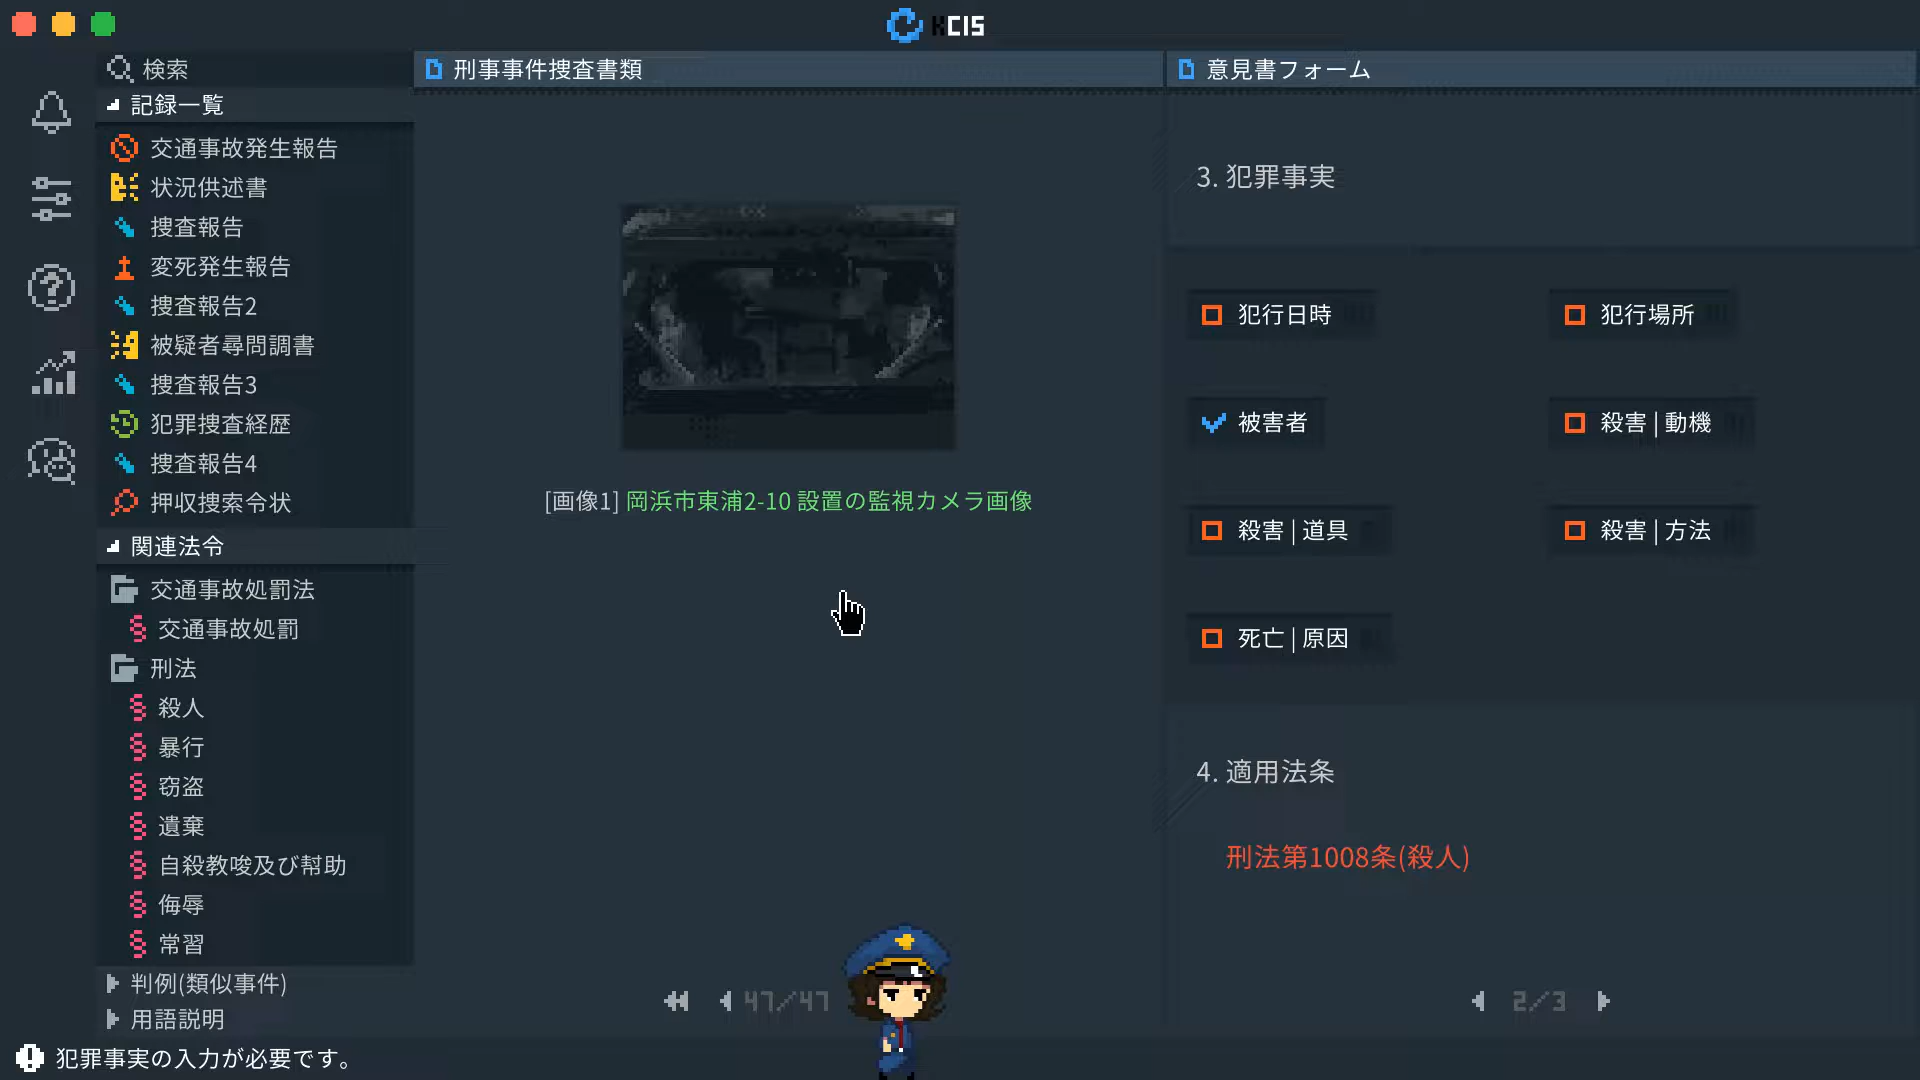 KCIS
検索
記録一覧
交通事故発生報告
状況供述書
捜査報告
変死発生報告
捜査報告2
被疑者尋問調書
捜査報告3
犯罪捜査経歴
捜査報告4
押収捜索令状
関連法令
交通事故処罰法
交通事故処罰
刑法
殺人
暴行
窃盗
遺棄
自殺教唆及び幇助
侮辱
常習
判例(類似事件)
用語説明
犯罪事実の入力が必要です。
刑事事件捜査書類
[画像1] 岡浜市東浦2-10 設置の監視カメラ画像
47/47
意見書フォーム
3. 犯罪事実
犯行日時
犯行場所
被害者
殺害 | 動機
殺害 | 道具
殺害 | 方法
死亡 | 原因
4. 適用法条
刑法第1008条(殺人)
2/3